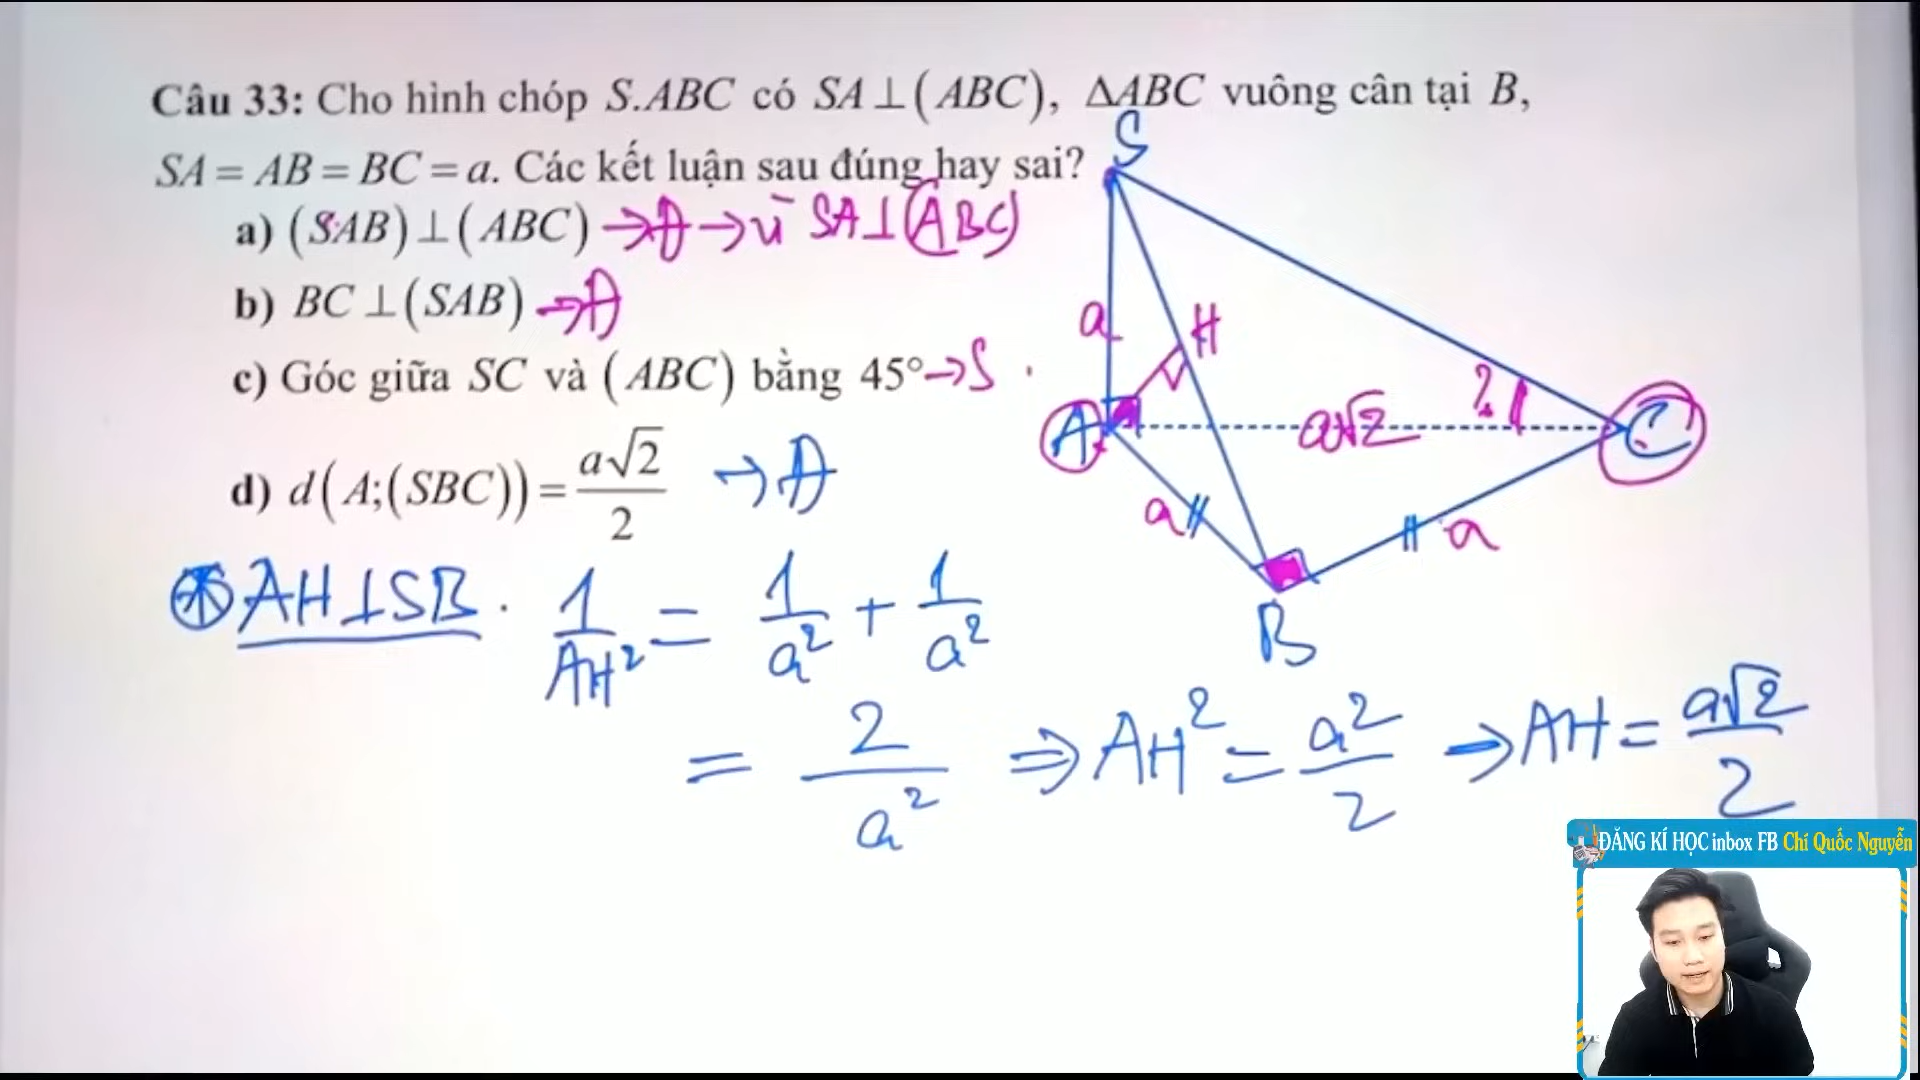 Câu 33: Cho hình chóp S.ABC có SA⊥(ABC), ΔABC vuông cân tại B,
SA = AB = BC = a. Các kết luận sau đúng hay sai?
a) (SAB)⊥(ABC) → Đ → vì SA⊥(ABC)
b) BC⊥(SAB) → Đ
c) Góc giữa SC và (ABC) bằng 45° → S
d) d(A;(SBC)) = a√2/2 → Đ
S
a
H
A
a√2
?
C
a
a
B
⊛ AH⊥SB. 1/AH² = 1/a² + 1/a²
= 2/a² ⇒ AH² = a²/2 → AH = a√2/2
ĐĂNG KÍ HỌC inbox FB Chí Quốc Nguyễn